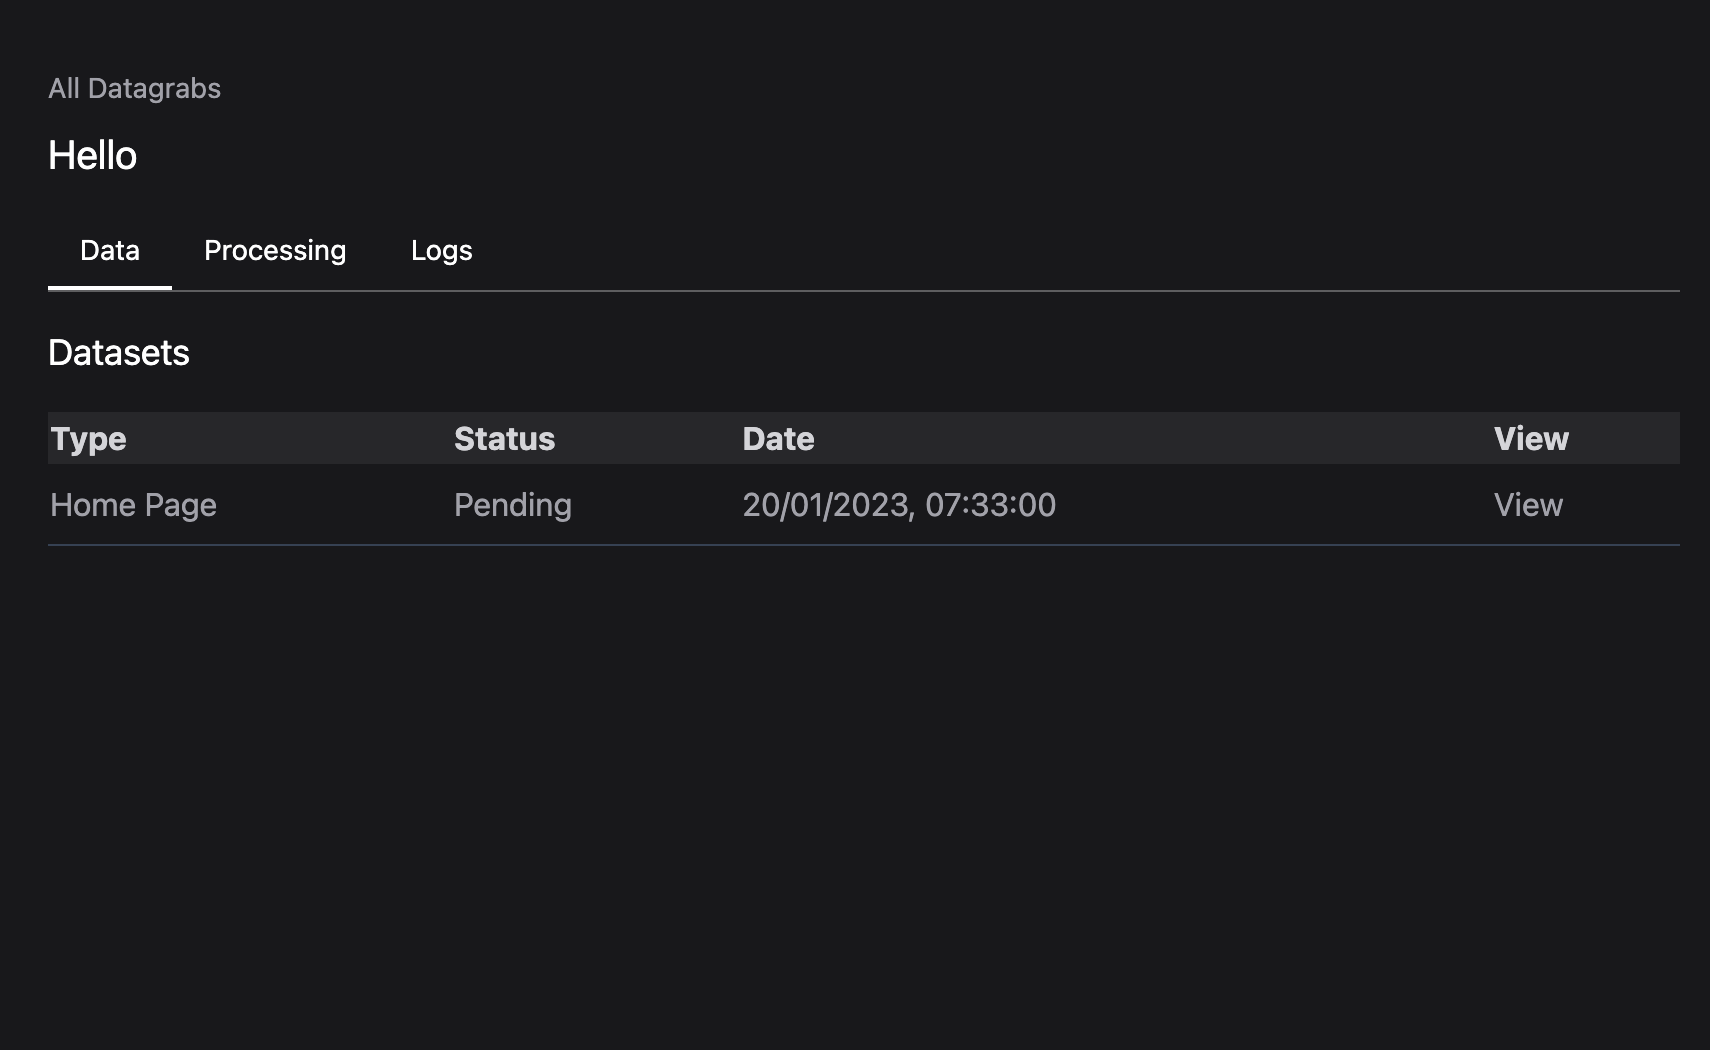 All Datagrabs
Hello
Data Processing Logs
Datasets
Type Status Date View
Home Page Pending 20/01/2023, 07:33:00 View